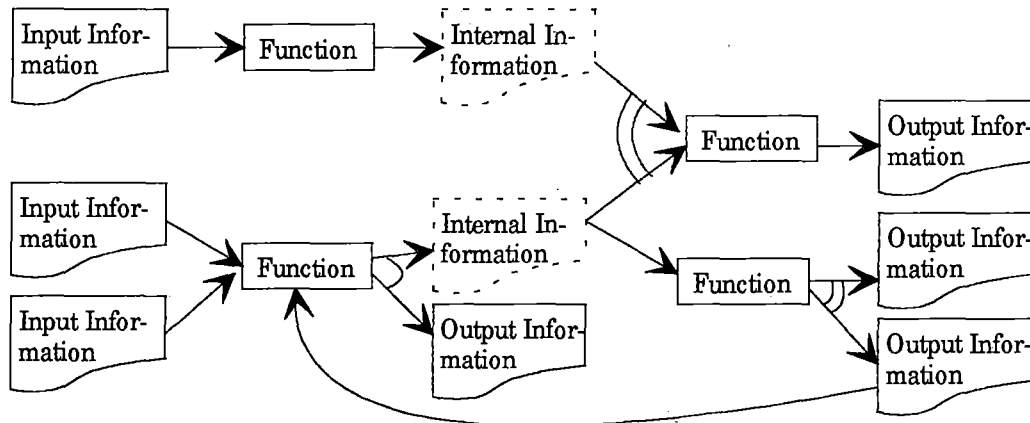 Input Infor-
mation
Function
Internal In-
formation
Function
Output Infor-
mation
Input Infor-
mation
Function
Internal In-
formation
Function
Output Infor-
mation
Input Infor-
mation
Output Infor-
mation
Output Infor-
mation